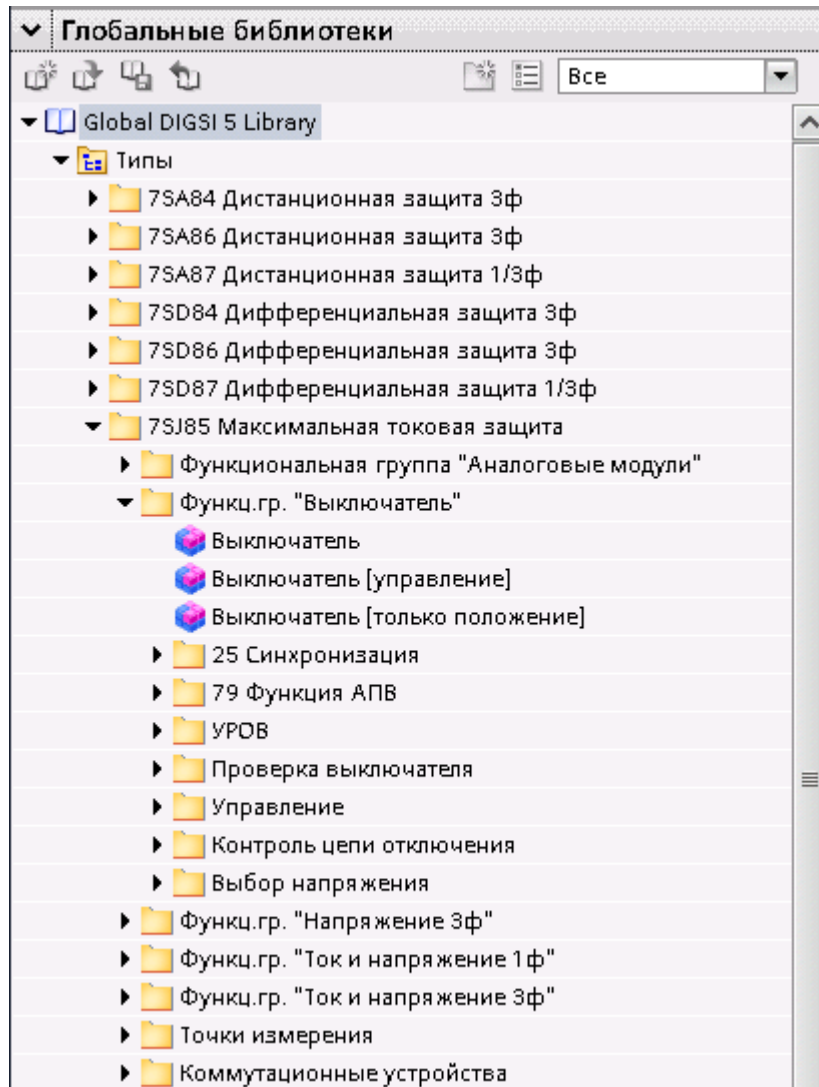 Глобальные библиотеки
Все
Global DIGSI 5 Library
Типы
7SA84 Дистанционная защита 3ф
7SA86 Дистанционная защита 3ф
7SA87 Дистанционная защита 1/3ф
7SD84 Дифференциальная защита 3ф
7SD86 Дифференциальная защита 3ф
7SD87 Дифференциальная защита 1/3ф
7SJ85 Максимальная токовая защита
Функциональная группа "Аналоговые модули"
Функц.гр. "Выключатель"
Выключатель
Выключатель [управление]
Выключатель [только положение]
25 Синхронизация
79 Функция АПВ
УРОВ
Проверка выключателя
Управление
Контроль цепи отключения
Выбор напряжения
Функц.гр. "Напряжение 3ф"
Функц.гр. "Ток и напряжение 1ф"
Функц.гр. "Ток и напряжение 3ф"
Точки измерения
Коммутационные устройства